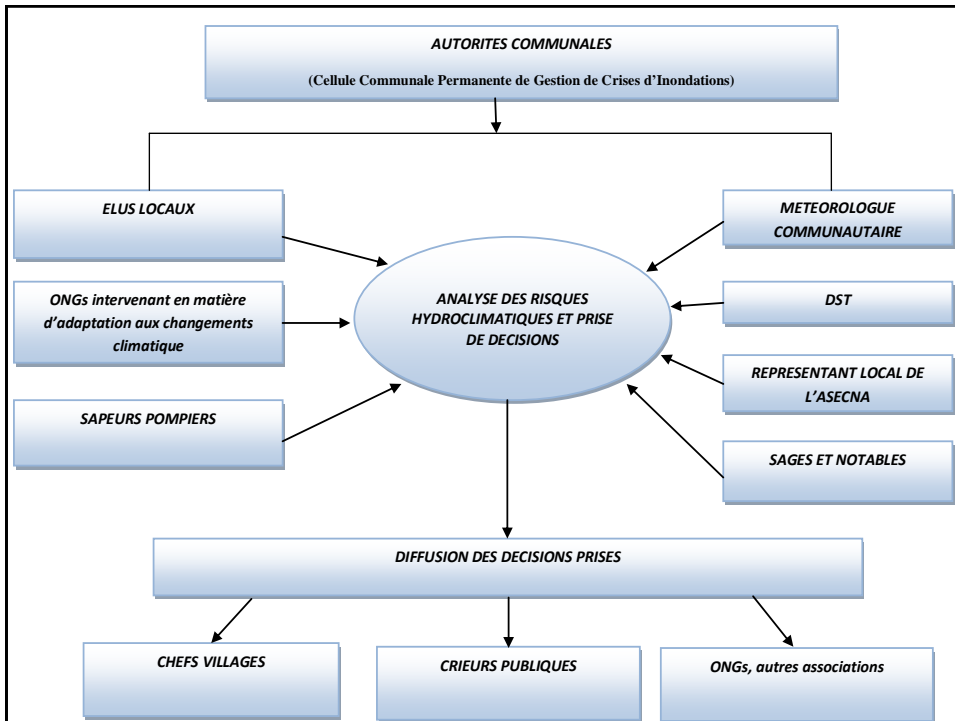 AUTORITES COMMUNALES
(Cellule Communale Permanente de Gestion de Crises d'Inondations)
ELUS LOCAUX
METEOROLOGUE
COMMUNAUTAIRE
ONGs intervenant en matière
d'adaptation aux changements
climatique
ANALYSE DES RISQUES
HYDROCLIMATIQUES ET PRISE
DE DECISIONS
DST
REPRESENTANT LOCAL DE
L'ASECNA
SAPEURS POMPIERS
SAGES ET NOTABLES
DIFFUSION DES DECISIONS PRISES
CHEFS VILLAGES
CRIEURS PUBLIQUES
ONGs, autres associations